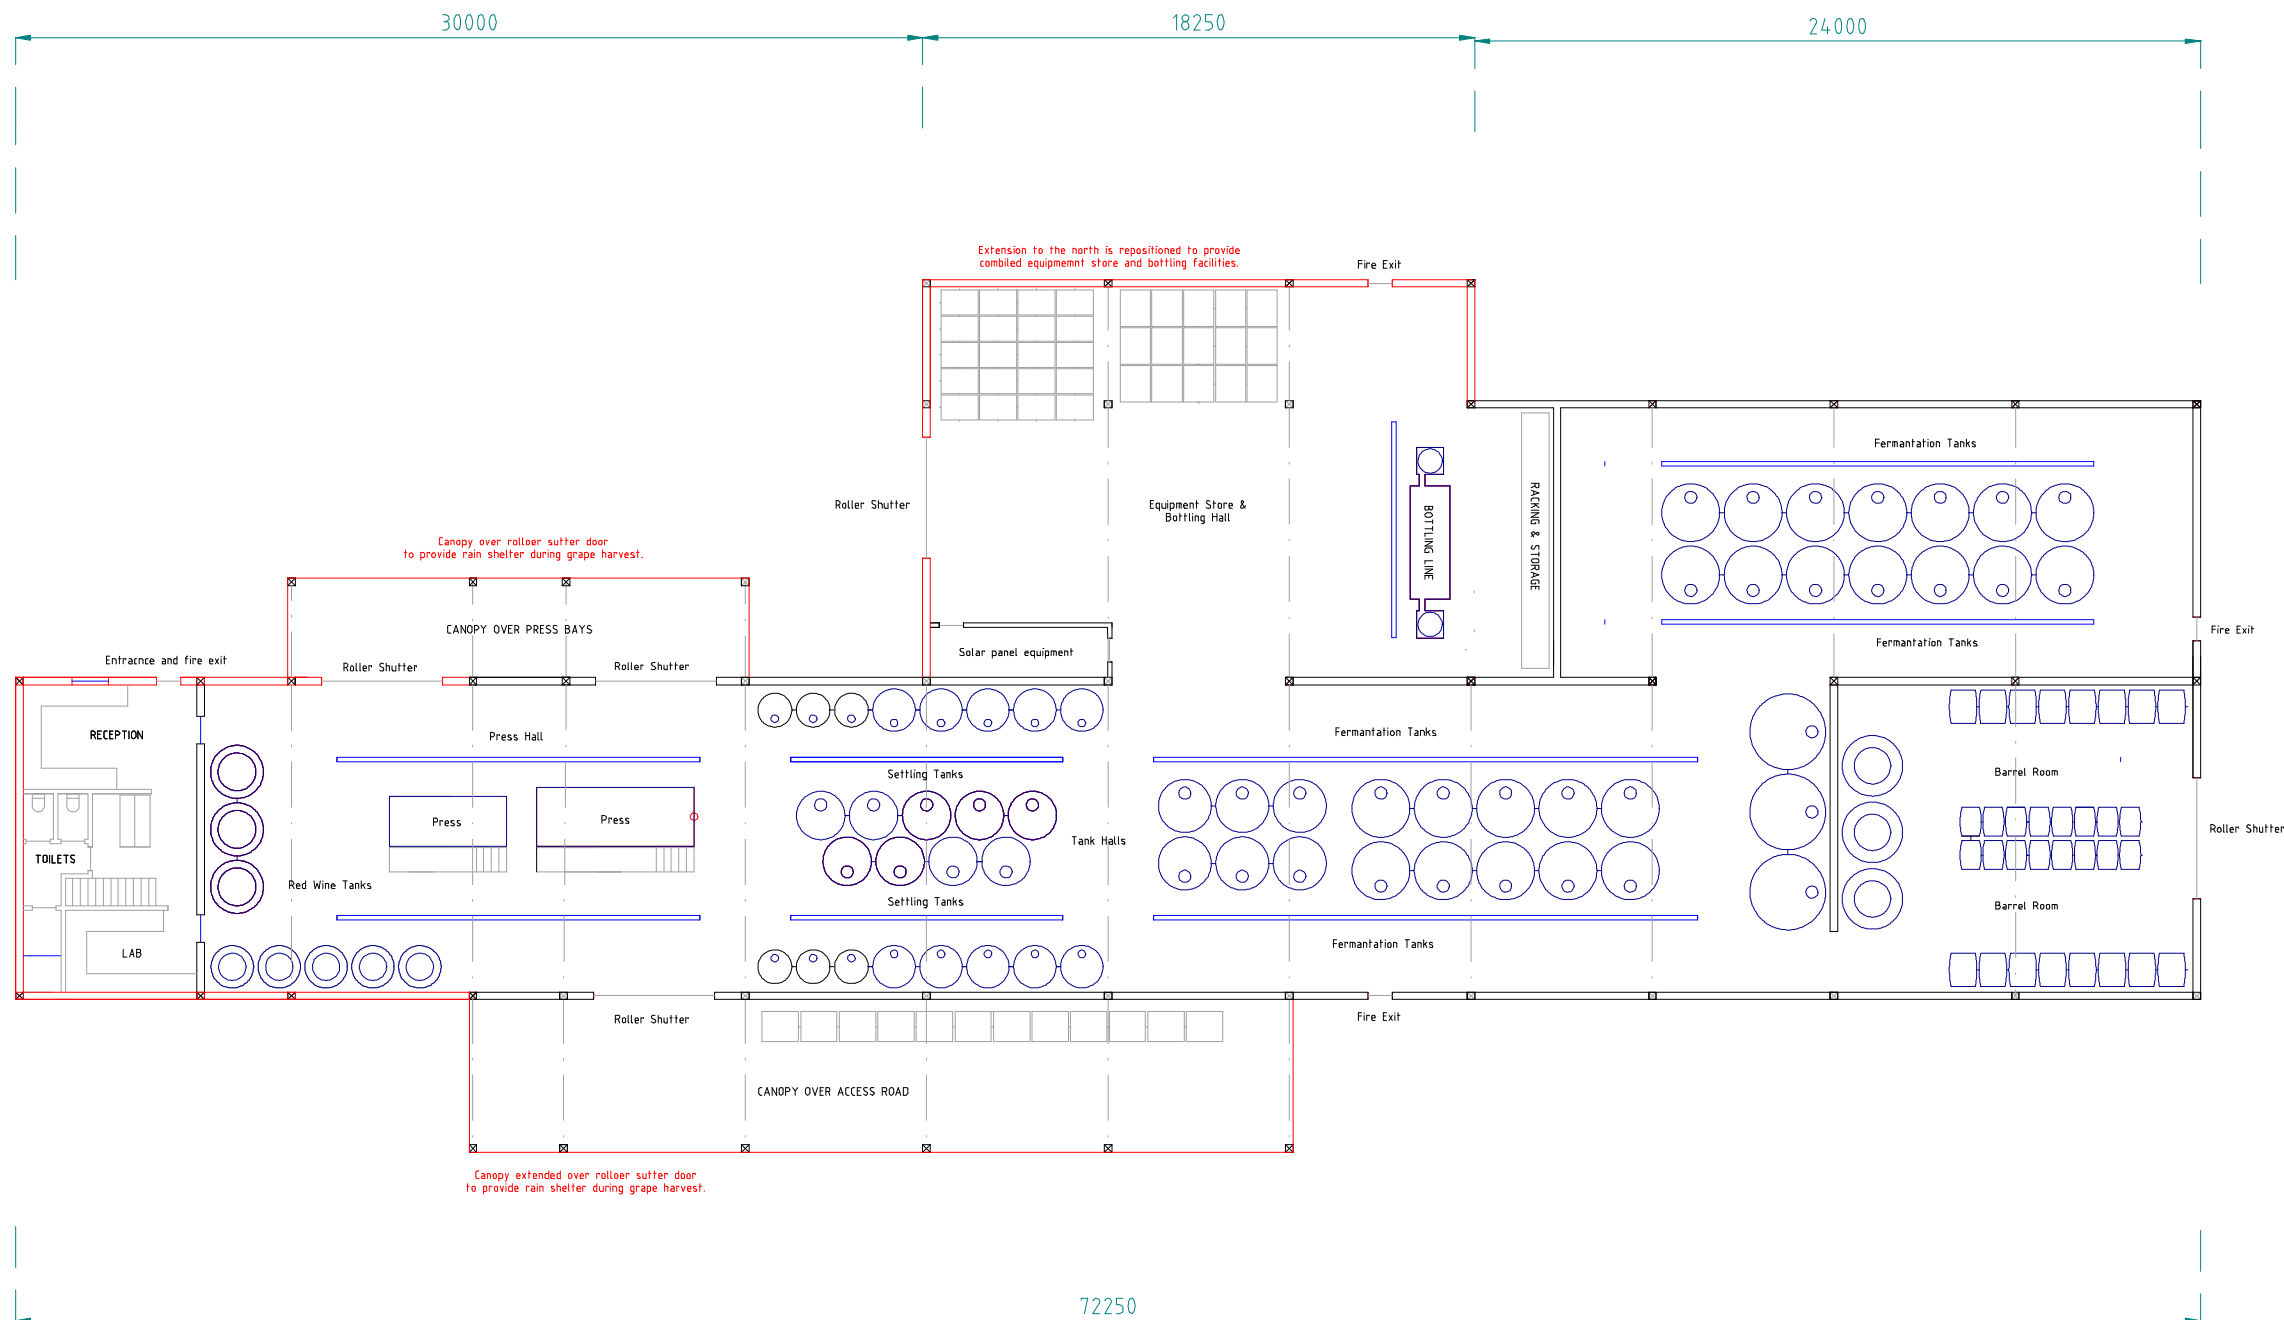 30000
18250
24000
Extension to the north is repositioned to provide
combiled equipmemnt store and bottling facilities.
Fire Exit
Fermantation Tanks
Roller Shutter
Equipment Store &
Bottling Hall
BOTTLING LINE
RACKING & STORAGE
Canopy over rolloer sutter door
to provide rain shelter during grape harvest.
CANOPY OVER PRESS BAYS
Fire Exit
Fermantation Tanks
Solar panel equipment
Entracnce and fire exit
Roller Shutter
Roller Shutter
RECEPTION
Press Hall
Fermantation Tanks
Settling Tanks
Barrel Room
Press
Press
Tank Halls
Roller Shutter
TOILETS
Red Wine Tanks
Settling Tanks
Barrel Room
LAB
Fermantation Tanks
Roller Shutter
Fire Exit
CANOPY OVER ACCESS ROAD
Canopy extended over rolloer sutter door
to provide rain shelter during grape harvest.
72250